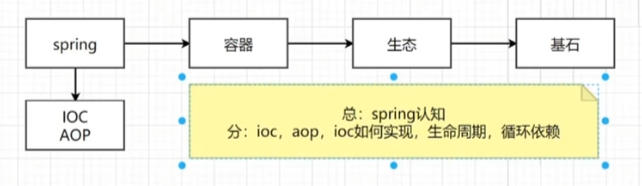 spring
容器
生态
基石
IOC
AOP
总：spring认知
分：ioc，aop，ioc如何实现，生命周期，循环依赖